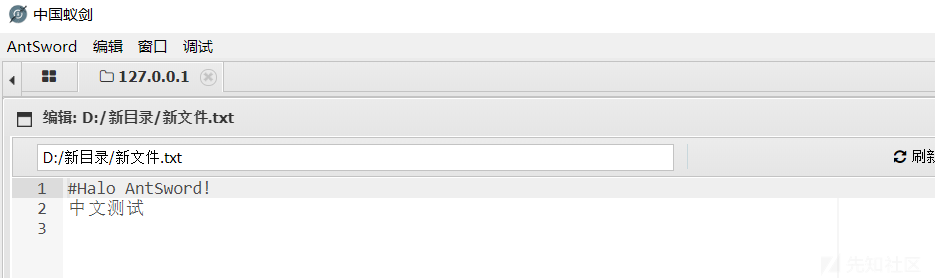 中国蚁剑
AntSword 编辑 窗口 调试
127.0.0.1
编辑: D:/新目录/新文件.txt
D:/新目录/新文件.txt 刷新
1 #Halo AntSword!
2 中文测试
3
先知社区